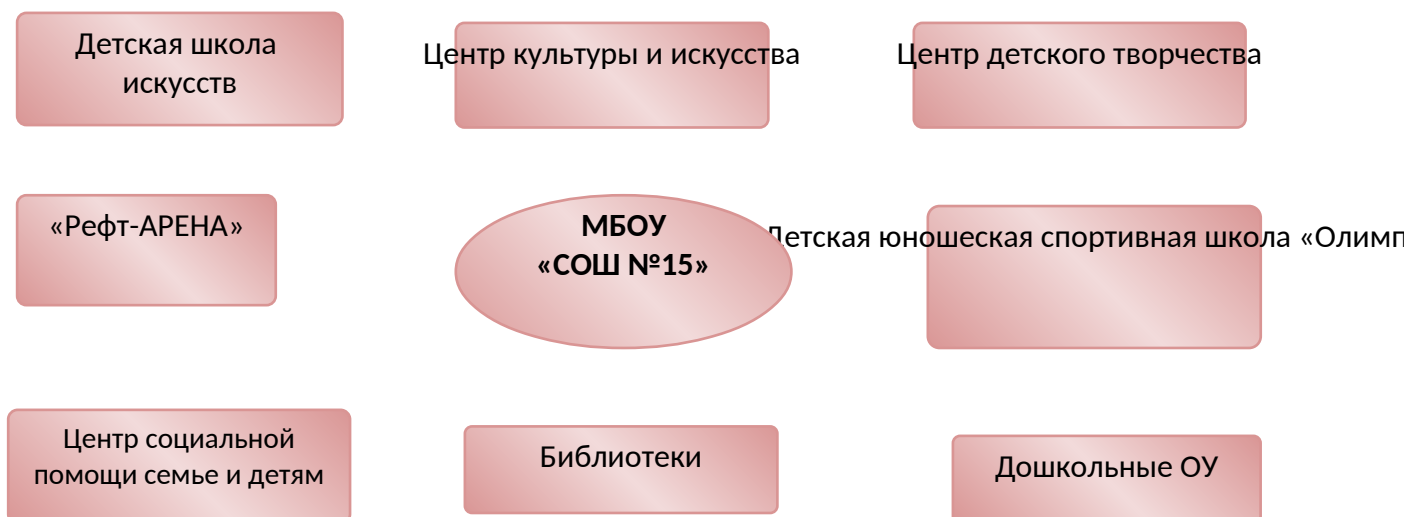 Детская школа
искусств
Центр культуры и искусства
Центр детского творчества
«Рефт-АРЕНА»
МБОУ
«СОШ №15»
Детская юношеская спортивная школа «Олимп
Центр социальной
помощи семье и детям
Библиотеки
Дошкольные ОУ